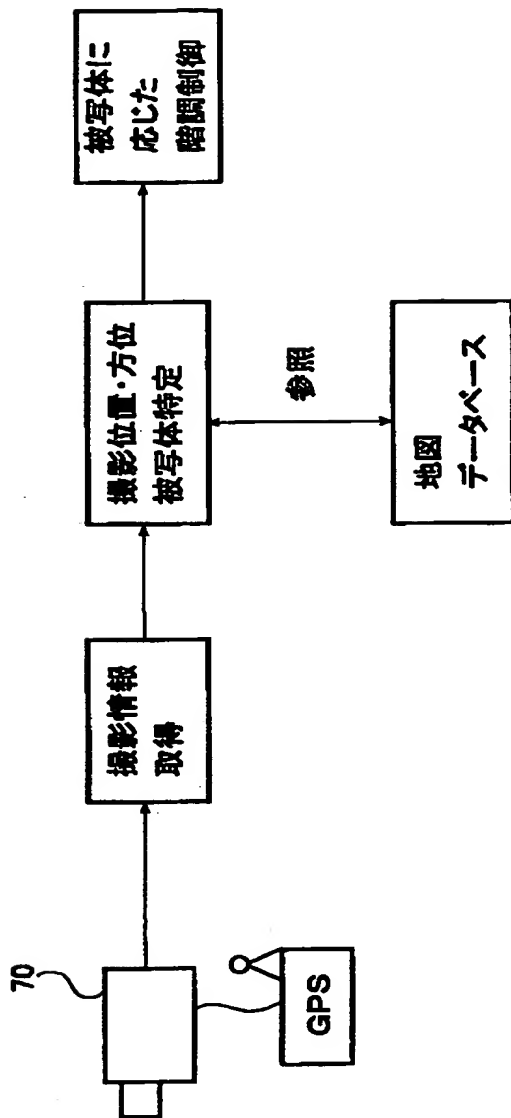 70
GPS
撮影情報
取得
撮影位置・方位
被写体特定
参照
地図
データベース
被写体に
応じた
階調制御